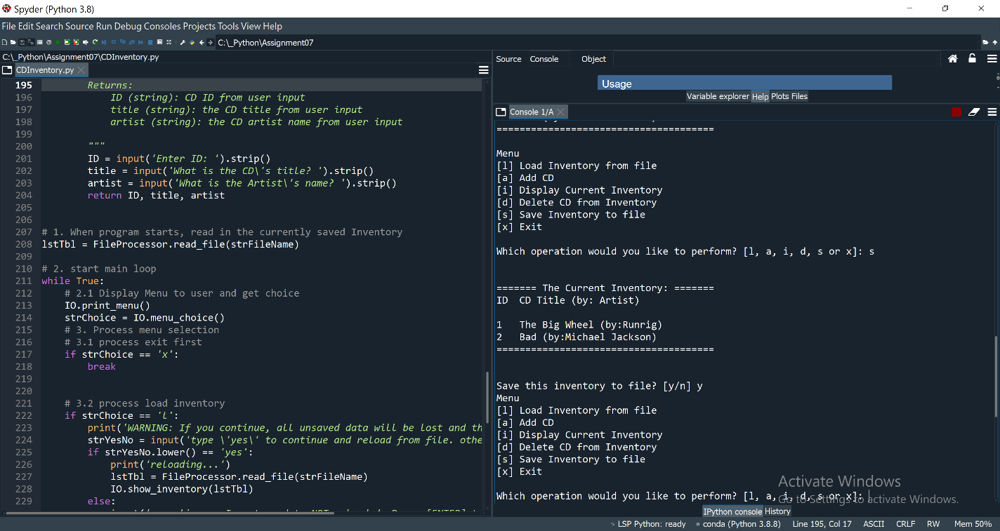 Spyder (Python 3.8)
File Edit Search Source Run Debug Consoles Projects Tools View Help
C:\_Python\Assignment07
C:\_Python\Assignment07\CDInventory.py
CDInventory.py
195 Returns:
196 ID (string): CD ID from user input
197 title (string): the CD title from user input
198 artist (string): the CD artist name from user input
199
200 """
201 ID = input('Enter ID: ').strip()
202 title = input('What is the CD\'s title? ').strip()
203 artist = input('What is the Artist\'s name? ').strip()
204 return ID, title, artist
205
206
207 # 1. When program starts, read in the currently saved Inventory
208 lstTbl = FileProcessor.read_file(strFileName)
209
210 # 2. start main loop
211 while True:
212 # 2.1 Display Menu to user and get choice
213 IO.print_menu()
214 strChoice = IO.menu_choice()
215 # 3. Process menu selection
216 # 3.1 process exit first
217 if strChoice == 'x':
218 break
219
220
221 # 3.2 process load inventory
222 if strChoice == 'l':
223 print('WARNING: If you continue, all unsaved data will be lost and th
224 strYesNo = input('type \'yes\' to continue and reload from file. othe
225 if strYesNo.lower() == 'yes':
226 print('reloading...')
227 lstTbl = FileProcessor.read_file(strFileName)
228 IO.show_inventory(lstTbl)
229 else:
Source Console Object
Usage
Variable explorer Help Plots Files
Console 1/A
======================================
Menu
[l] Load Inventory from file
[a] Add CD
[i] Display Current Inventory
[d] Delete CD from Inventory
[s] Save Inventory to file
[x] Exit
Which operation would you like to perform? [l, a, i, d, s or x]: s
======= The Current Inventory: =======
ID CD Title (by: Artist)
1 The Big Wheel (by:Runrig)
2 Bad (by:Michael Jackson)
======================================
Save this inventory to file? [y/n] y
Menu
[l] Load Inventory from file
[a] Add CD
[i] Display Current Inventory
[d] Delete CD from Inventory
[s] Save Inventory to file
[x] Exit
Which operation would you like to perform? [l, a, i, d, s or x]:
Activate Windows
Go to Settings to activate Windows.
IPython console History
LSP Python: ready conda (Python 3.8.8) Line 195, Col 17 ASCII CRLF RW Mem 50%